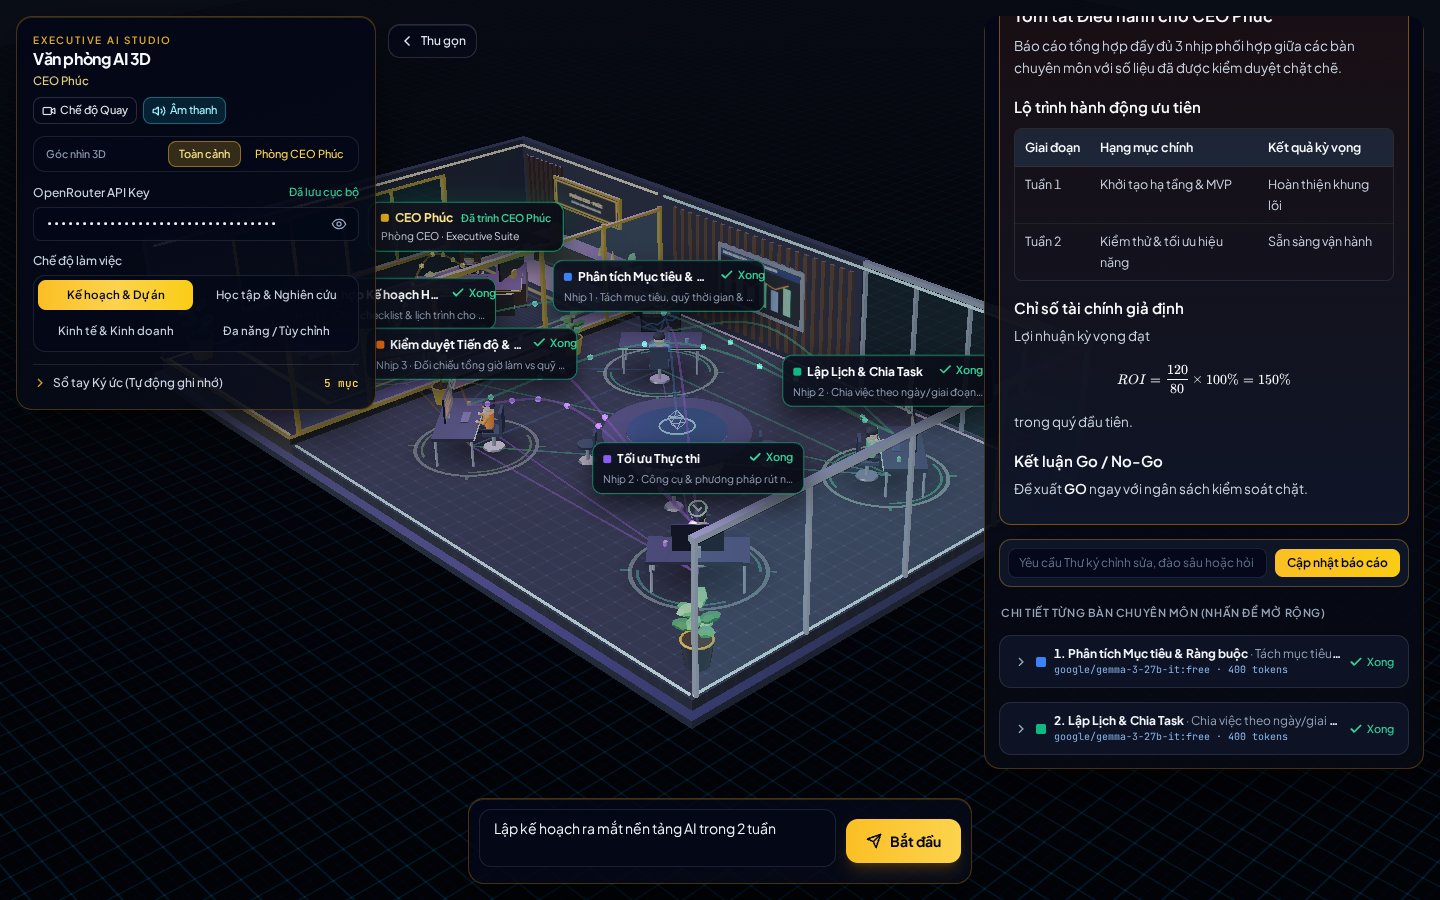 EXECUTIVE AI STUDIO
Văn phòng AI 3D
CEO Phúc
Chế độ Quay
Âm thanh
Góc nhìn 3D
Toàn cảnh
Phòng CEO Phúc
OpenRouter API Key
Đã lưu cục bộ
Chế độ làm việc
Kế hoạch & Dự án
Học tập & Nghiên cứu
Kinh tế & Kinh doanh
Đa năng / Tùy chỉnh
Sổ tay Ký ức (Tự động ghi nhớ)
5 mục
Thu gọn
CEO Phúc
Đã trình CEO Phúc
Phòng CEO · Executive Suite
Phân tích Mục tiêu & ...
Xong
Nhịp 1 · Tách mục tiêu, quỹ thời gian & ...
Kế hoạch H...
Xong
checklist & lịch trình cho ...
Kiểm duyệt Tiến độ & ...
Xong
Nhịp 3 · Đối chiếu tổng giờ làm vs quỹ ...
Lập Lịch & Chia Task
Xong
Nhịp 2 · Chia việc theo ngày/giai đoạn...
Tối ưu Thực thi
Xong
Nhịp 2 · Công cụ & phương pháp rút n...
Tóm tắt Điều hành cho CEO Phúc
Báo cáo tổng hợp đầy đủ 3 nhịp phối hợp giữa các bàn
chuyên môn với số liệu đã được kiểm duyệt chặt chẽ.
Lộ trình hành động ưu tiên
Giai đoạn Hạng mục chính Kết quả kỳ vọng
Tuần 1 Khởi tạo hạ tầng & MVP Hoàn thiện khung
lõi
Tuần 2 Kiểm thử & tối ưu hiệu Sẵn sàng vận hành
năng
Chỉ số tài chính giả định
Lợi nhuận kỳ vọng đạt
ROI = 120/80 × 100% = 150%
trong quý đầu tiên.
Kết luận Go / No-Go
Đề xuất GO ngay với ngân sách kiểm soát chặt.
Yêu cầu Thư ký chỉnh sửa, đào sâu hoặc hỏi
Cập nhật báo cáo
CHI TIẾT TỪNG BÀN CHUYÊN MÔN (NHẤN ĐỂ MỞ RỘNG)
1. Phân tích Mục tiêu & Ràng buộc · Tách mục tiêu...
Xong
google/gemma-3-27b-it:free · 400 tokens
2. Lập Lịch & Chia Task · Chia việc theo ngày/giai ...
Xong
google/gemma-3-27b-it:free · 400 tokens
Lập kế hoạch ra mắt nền tảng AI trong 2 tuần
Bắt đầu